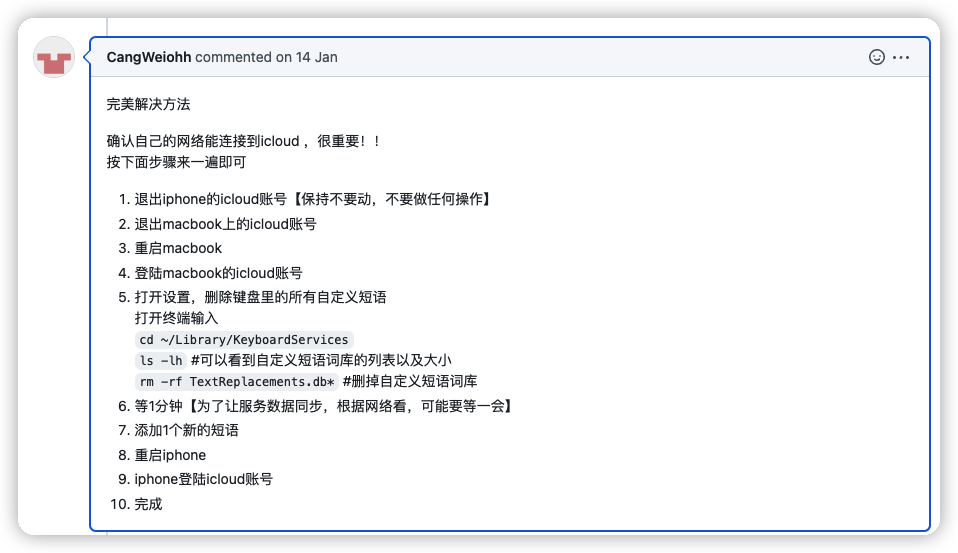 CangWeiohh commented on 14 Jan
完美解决方法
确认自己的网络能连接到icloud ，很重要！！
按下面步骤来一遍即可
1. 退出iphone的icloud账号【保持不要动，不要做任何操作】
2. 退出macbook上的icloud账号
3. 重启macbook
4. 登陆macbook的icloud账号
5. 打开设置，删除键盘里的所有自定义短语
打开终端输入
cd ~/Library/KeyboardServices
ls -lh #可以看到自定义短语词库的列表以及大小
rm -rf TextReplacements.db* #删掉自定义短语词库
6. 等1分钟【为了让服务数据同步，根据网络看，可能要等一会】
7. 添加1个新的短语
8. 重启iphone
9. iphone登陆icloud账号
10. 完成